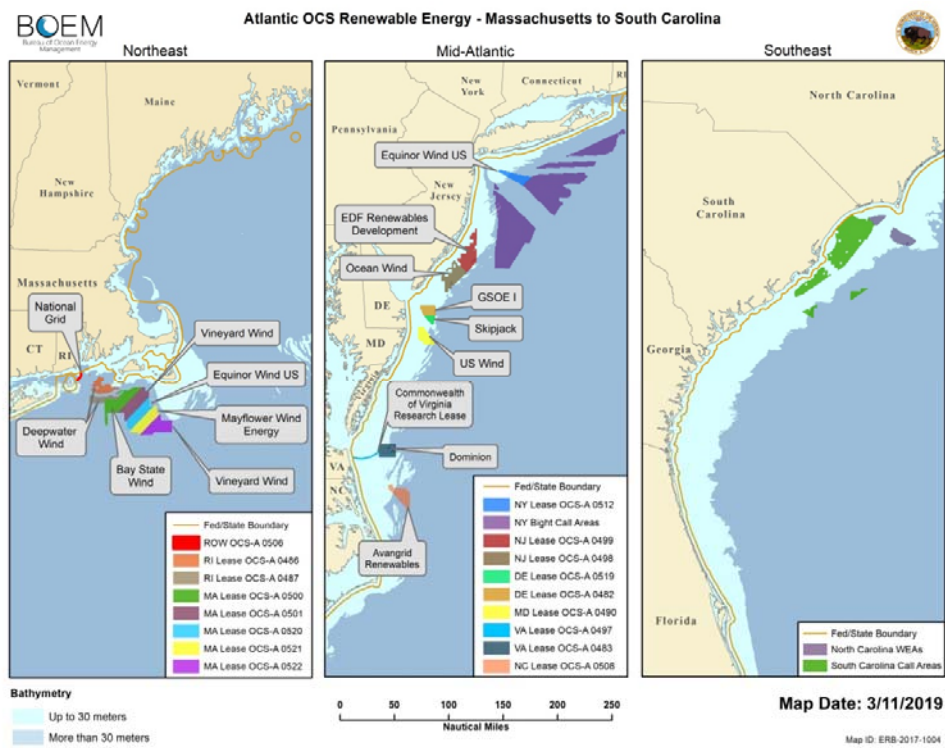 BOEM
Bureau of Ocean Energy
Management
Atlantic OCS Renewable Energy - Massachusetts to South Carolina
Northeast
Vermont
Maine
New
Hampshire
Massachusetts
National
Grid
CT
RI
Vineyard Wind
Equinor Wind US
Mayflower Wind
Energy
Deepwater
Wind
Bay State
Wind
Vineyard Wind
Fed/State Boundary
ROW OCS-A 0506
RI Lease OCS-A 0486
RI Lease OCS-A 0487
MA Lease OCS-A 0500
MA Lease OCS-A 0501
MA Lease OCS-A 0520
MA Lease OCS-A 0521
MA Lease OCS-A 0522
Mid-Atlantic
New
York
Connecticut
RI
Pennsylvania
Equinor Wind US
New
Jersey
EDF Renewables
Development
Ocean Wind
DE
GSOE I
Skipjack
MD
US Wind
Virginia
Commonwealth
of Virginia
Research Lease
Dominion
VA
NC
Avangrid
Renewables
Fed/State Boundary
NY Lease OCS-A 0512
NY Bight Call Areas
NJ Lease OCS-A 0499
NJ Lease OCS-A 0498
DE Lease OCS-A 0519
DE Lease OCS-A 0482
MD Lease OCS-A 0490
VA Lease OCS-A 0497
VA Lease OCS-A 0483
NC Lease OCS-A 0508
Southeast
North Carolina
South
Carolina
Georgia
Florida
Fed/State Boundary
North Carolina WEAs
South Carolina Call Areas
Bathymetry
Up to 30 meters
More than 30 meters
0 50 100 150 200 250
Nautical Miles
Map Date: 3/11/2019
Map ID: ERB-2017-1004